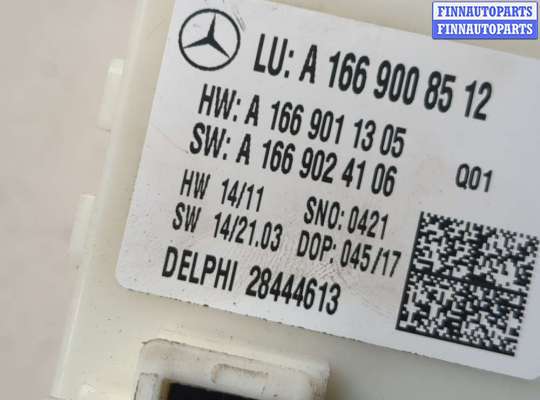 FINNAUTOPARTS
FINNAUTOPARTS
LU: A 166 900 85 12
HW: A 166 901 13 05
SW: A 166 902 41 06 Q01
HW 14/11 SNO: 0421
SW 14/21.03 DOP: 045/17
DELPHI 28444613